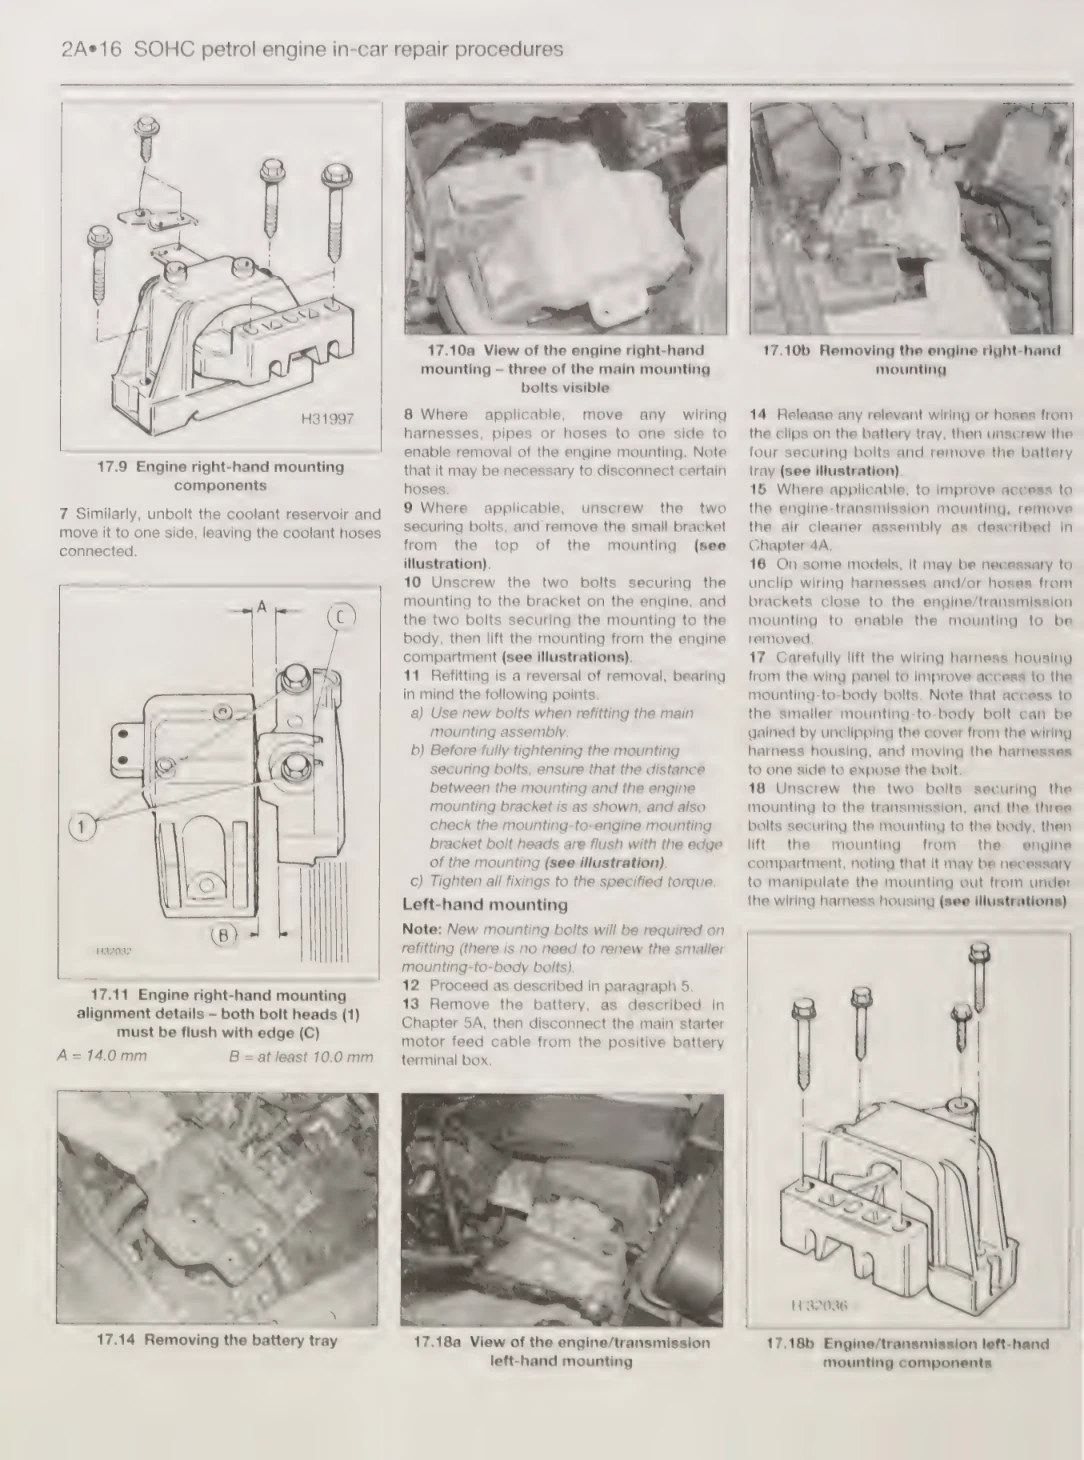 2A•16 SOHC petrol engine in-car repair procedures
H31997
17.9 Engine right-hand mounting
components
7 Similarly, unbolt the coolant reservoir and
move it to one side, leaving the coolant hoses
connected.
A
C
1
B
H32032
17.11 Engine right-hand mounting
alignment details – both bolt heads (1)
must be flush with edge (C)
A = 14.0 mm B = at least 10.0 mm
17.14 Removing the battery tray
17.10a View of the engine right-hand
mounting – three of the main mounting
bolts visible
8 Where applicable, move any wiring
harnesses, pipes or hoses to one side to
enable removal of the engine mounting. Note
that it may be necessary to disconnect certain
hoses.
9 Where applicable, unscrew the two
securing bolts, and remove the small bracket
from the top of the mounting (see
illustration).
10 Unscrew the two bolts securing the
mounting to the bracket on the engine, and
the two bolts securing the mounting to the
body, then lift the mounting from the engine
compartment (see illustrations).
11 Refitting is a reversal of removal, bearing
in mind the following points.
a) Use new bolts when refitting the main
mounting assembly.
b) Before fully tightening the mounting
securing bolts, ensure that the distance
between the mounting and the engine
mounting bracket is as shown, and also
check the mounting-to-engine mounting
bracket bolt heads are flush with the edge
of the mounting (see illustration).
c) Tighten all fixings to the specified torque.
Left-hand mounting
Note: New mounting bolts will be required on
refitting (there is no need to renew the smaller
mounting-to-body bolts).
12 Proceed as described in paragraph 5.
13 Remove the battery, as described in
Chapter 5A, then disconnect the main starter
motor feed cable from the positive battery
terminal box.
17.18a View of the engine/transmission
left-hand mounting
17.10b Removing the engine right-hand
mounting
14 Release any relevant wiring or hoses from
the clips on the battery tray, then unscrew the
four securing bolts and remove the battery
tray (see illustration).
15 Where applicable, to improve access to
the engine-transmission mounting, remove
the air cleaner assembly as described in
Chapter 4A.
16 On some models, it may be necessary to
unclip wiring harnesses and/or hoses from
brackets close to the engine/transmission
mounting to enable the mounting to be
removed.
17 Carefully lift the wiring harness housing
from the wing panel to improve access to the
mounting-to-body bolts. Note that access to
the smaller mounting-to-body bolt can be
gained by unclipping the cover from the wiring
harness housing, and moving the harnesses
to one side to expose the bolt.
18 Unscrew the two bolts securing the
mounting to the transmission, and the three
bolts securing the mounting to the body, then
lift the mounting from the engine
compartment, noting that it may be necessary
to manipulate the mounting out from under
the wiring harness housing (see illustrations)
H32036
17.18b Engine/transmission left-hand
mounting components